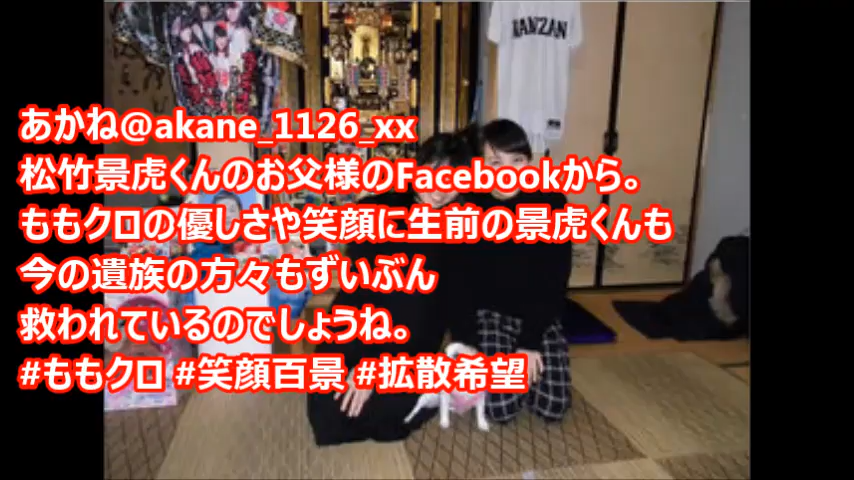 NANZAN
あかね@akane_1126_xx
松竹景虎くんのお父様のFacebookから。
ももクロの優しさや笑顔に生前の景虎くんも
今の遺族の方々もずいぶん
救われているのでしょうね。
#ももクロ #笑顔百景 #拡散希望